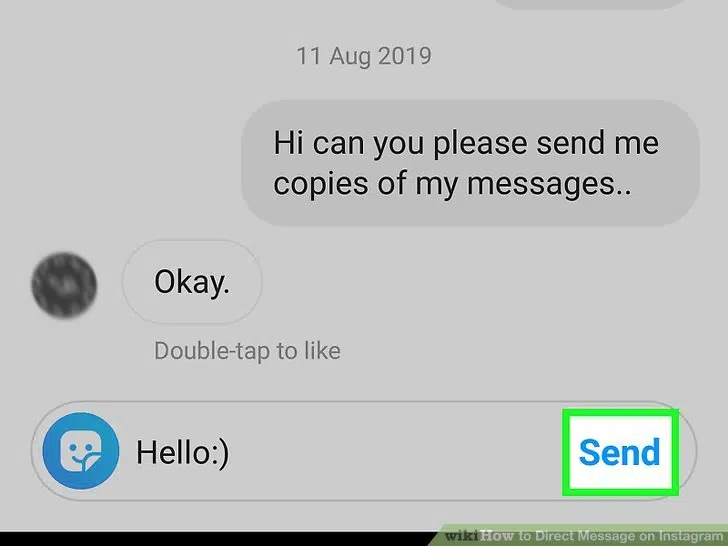 11 Aug 2019
Hi can you please send me
copies of my messages..
Okay.
Double-tap to like
Hello:)
Send
wikiHow to Direct Message on Instagram